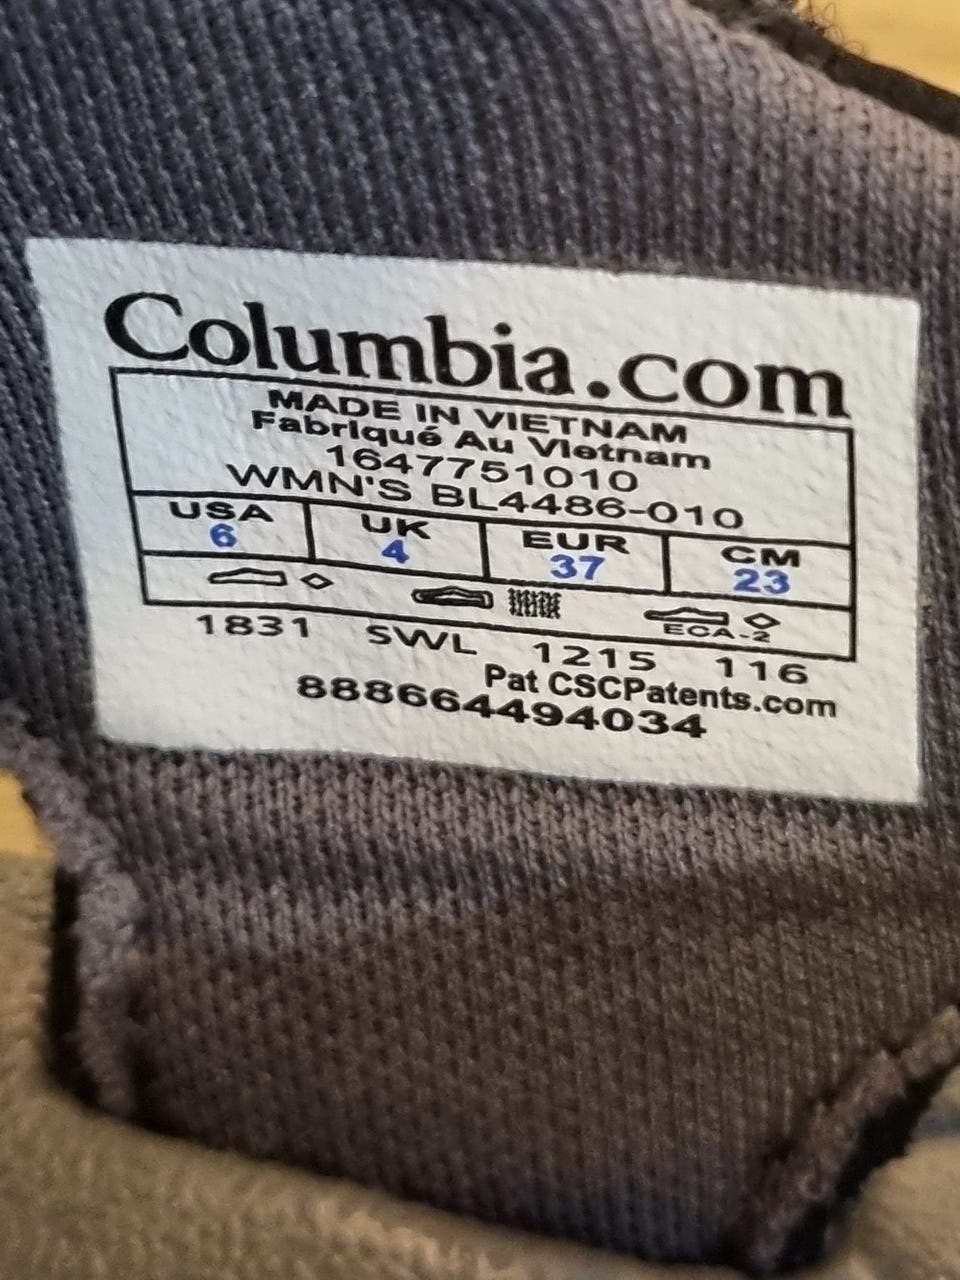 Columbia.com
MADE IN VIETNAM
Fabriqué Au Vietnam
1647751010
WMN'S BL4486-010
USA UK EUR CM
6 4 37 23
ECA-2
1831 SWL 1215 116
Pat CSCPatents.com
888664494034